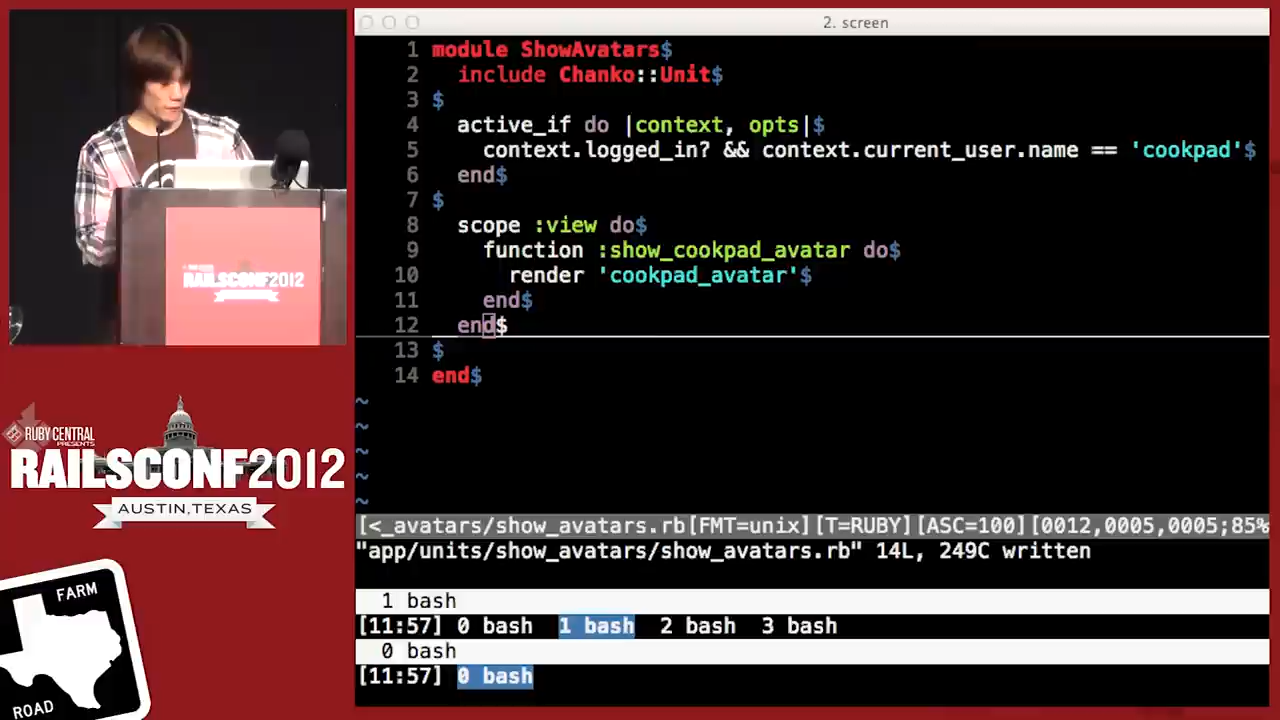 2. screen
1 module ShowAvatars$
2 include Chanko::Unit$
3 $
4 active_if do |context, opts|$
5 context.logged_in? && context.current_user.name == 'cookpad'$
6 end$
7 $
8 scope :view do$
9 function :show_cookpad_avatar do$
10 render 'cookpad_avatar'$
11 end$
12 end$
13 $
14 end$
~
~
~
~
~
[<_avatars/show_avatars.rb[FMT=unix][T=RUBY][ASC=100][0012,0005,0005;85%
"app/units/show_avatars/show_avatars.rb" 14L, 249C written
1 bash
[11:57] 0 bash 1 bash 2 bash 3 bash
0 bash
[11:57] 0 bash
RAILSCONF2012
RUBY CENTRAL
PRESENTS
RAILSCONF2012
AUSTIN, TEXAS
FARM
ROAD